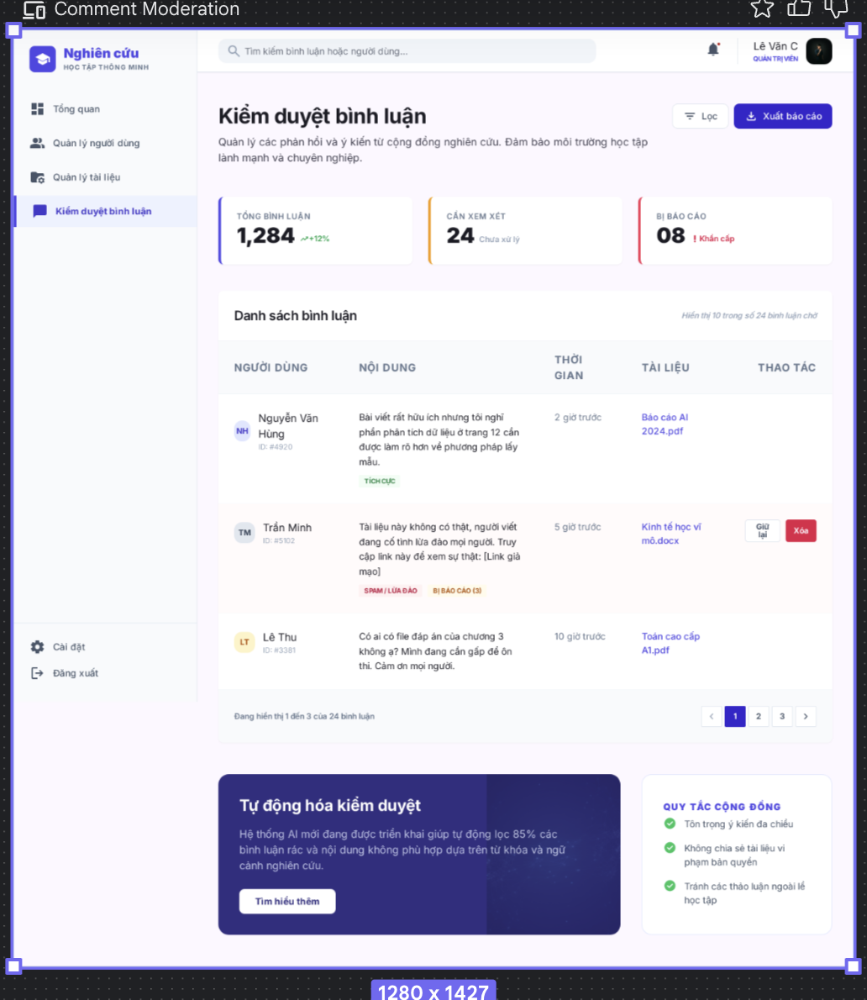 Comment Moderation
Nghiên cứu
HỌC TẬP THÔNG MINH
Tìm kiếm bình luận hoặc người dùng...
Lê Văn C
QUẢN TRỊ VIÊN
Tổng quan
Quản lý người dùng
Quản lý tài liệu
Kiểm duyệt bình luận
Cài đặt
Đăng xuất
Kiểm duyệt bình luận
Lọc
Xuất báo cáo
Quản lý các phản hồi và ý kiến từ cộng đồng nghiên cứu. Đảm bảo môi trường học tập
lành mạnh và chuyên nghiệp.
TỔNG BÌNH LUẬN
1,284 +12%
CẦN XEM XÉT
24 Chưa xử lý
BỊ BÁO CÁO
08 ! Khẩn cấp
Danh sách bình luận
Hiển thị 10 trong số 24 bình luận chờ
NGƯỜI DÙNG
NỘI DUNG
THỜI
GIAN
TÀI LIỆU
THAO TÁC
NH
Nguyễn Văn
Hùng
ID: #4920
Bài viết rất hữu ích nhưng tôi nghĩ
phần phân tích dữ liệu ở trang 12 cần
được làm rõ hơn về phương pháp lấy
mẫu.
TÍCH CỰC
2 giờ trước
Báo cáo AI
2024.pdf
TM
Trần Minh
ID: #5102
Tài liệu này không có thật, người viết
đang cố tình lừa đảo mọi người. Truy
cập link này để xem sự thật: [Link giả
mạo]
SPAM / LỪA ĐẢO
BỊ BÁO CÁO (3)
5 giờ trước
Kinh tế học vĩ
mô.docx
Giữ
lại
Xóa
LT
Lê Thu
ID: #3381
Có ai có file đáp án của chương 3
không ạ? Mình đang cần gấp để ôn
thi. Cảm ơn mọi người.
10 giờ trước
Toán cao cấp
A1.pdf
Đang hiển thị 1 đến 3 của 24 bình luận
1
2
3
Tự động hóa kiểm duyệt
Hệ thống AI mới đang được triển khai giúp tự động lọc 85% các
bình luận rác và nội dung không phù hợp dựa trên từ khóa và ngữ
cảnh nghiên cứu.
Tìm hiểu thêm
QUY TẮC CỘNG ĐỒNG
Tôn trọng ý kiến đa chiều
Không chia sẻ tài liệu vi
phạm bản quyền
Tránh các thảo luận ngoài lề
học tập
1280 x 1427